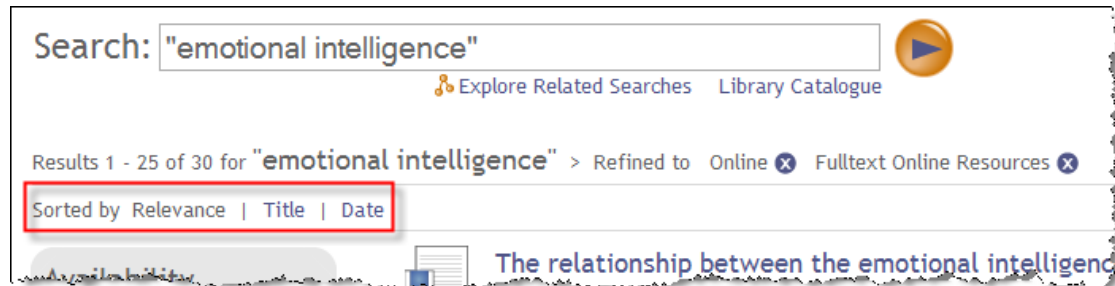 Search: "emotional intelligence"
Explore Related Searches Library Catalogue
Results 1 - 25 of 30 for "emotional intelligence" > Refined to Online x Fulltext Online Resources x
Sorted by Relevance | Title | Date
Availability
The relationship between the emotional intelligenc